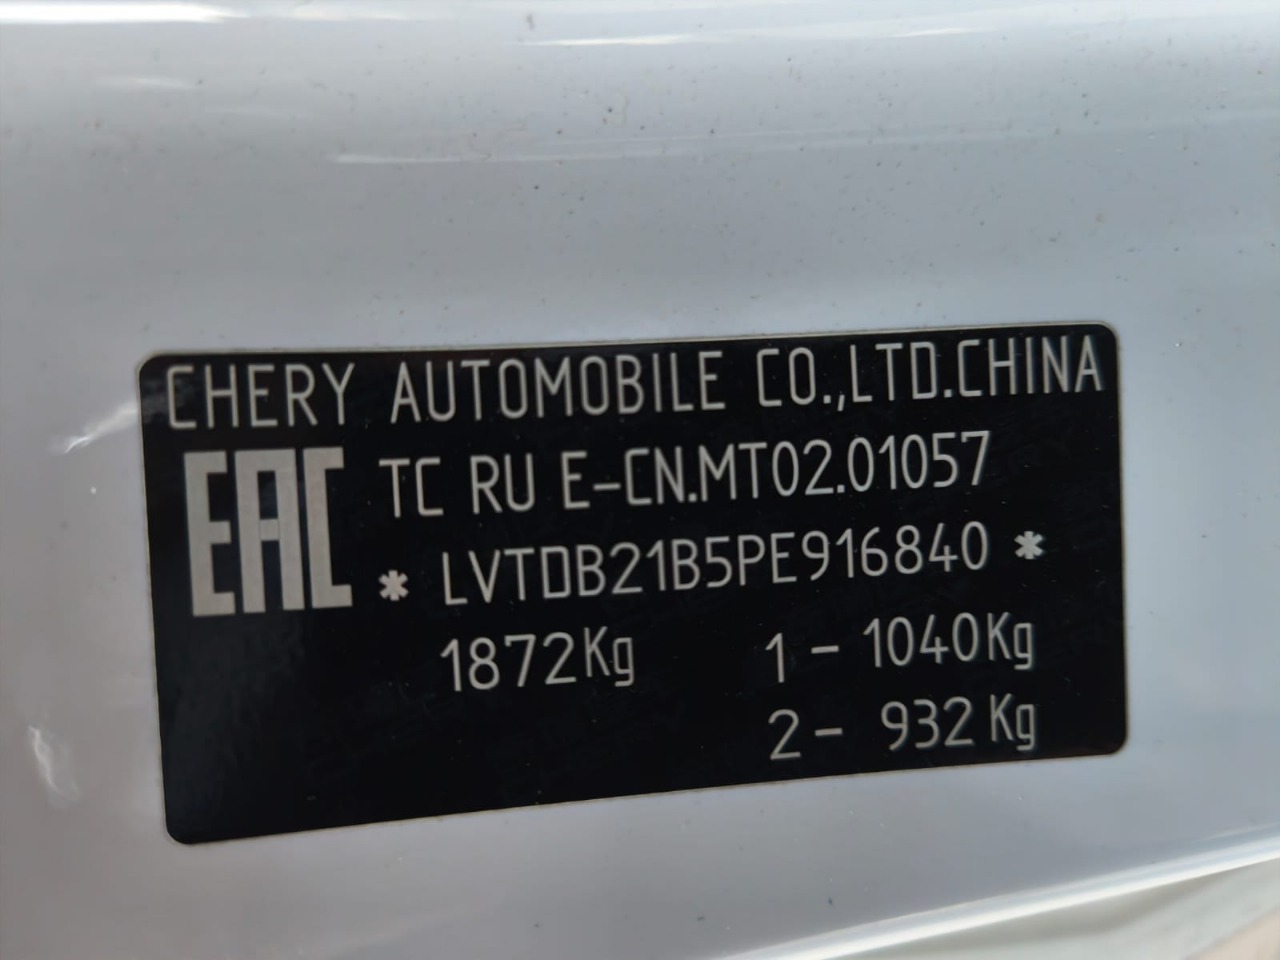 CHERY AUTOMOBILE CO.,LTD.CHINA
EAC TC RU E-CN.MT02.01057
* LVTDB21B5PE916840 *
1872Kg 1 - 1040Kg
2 - 932Kg